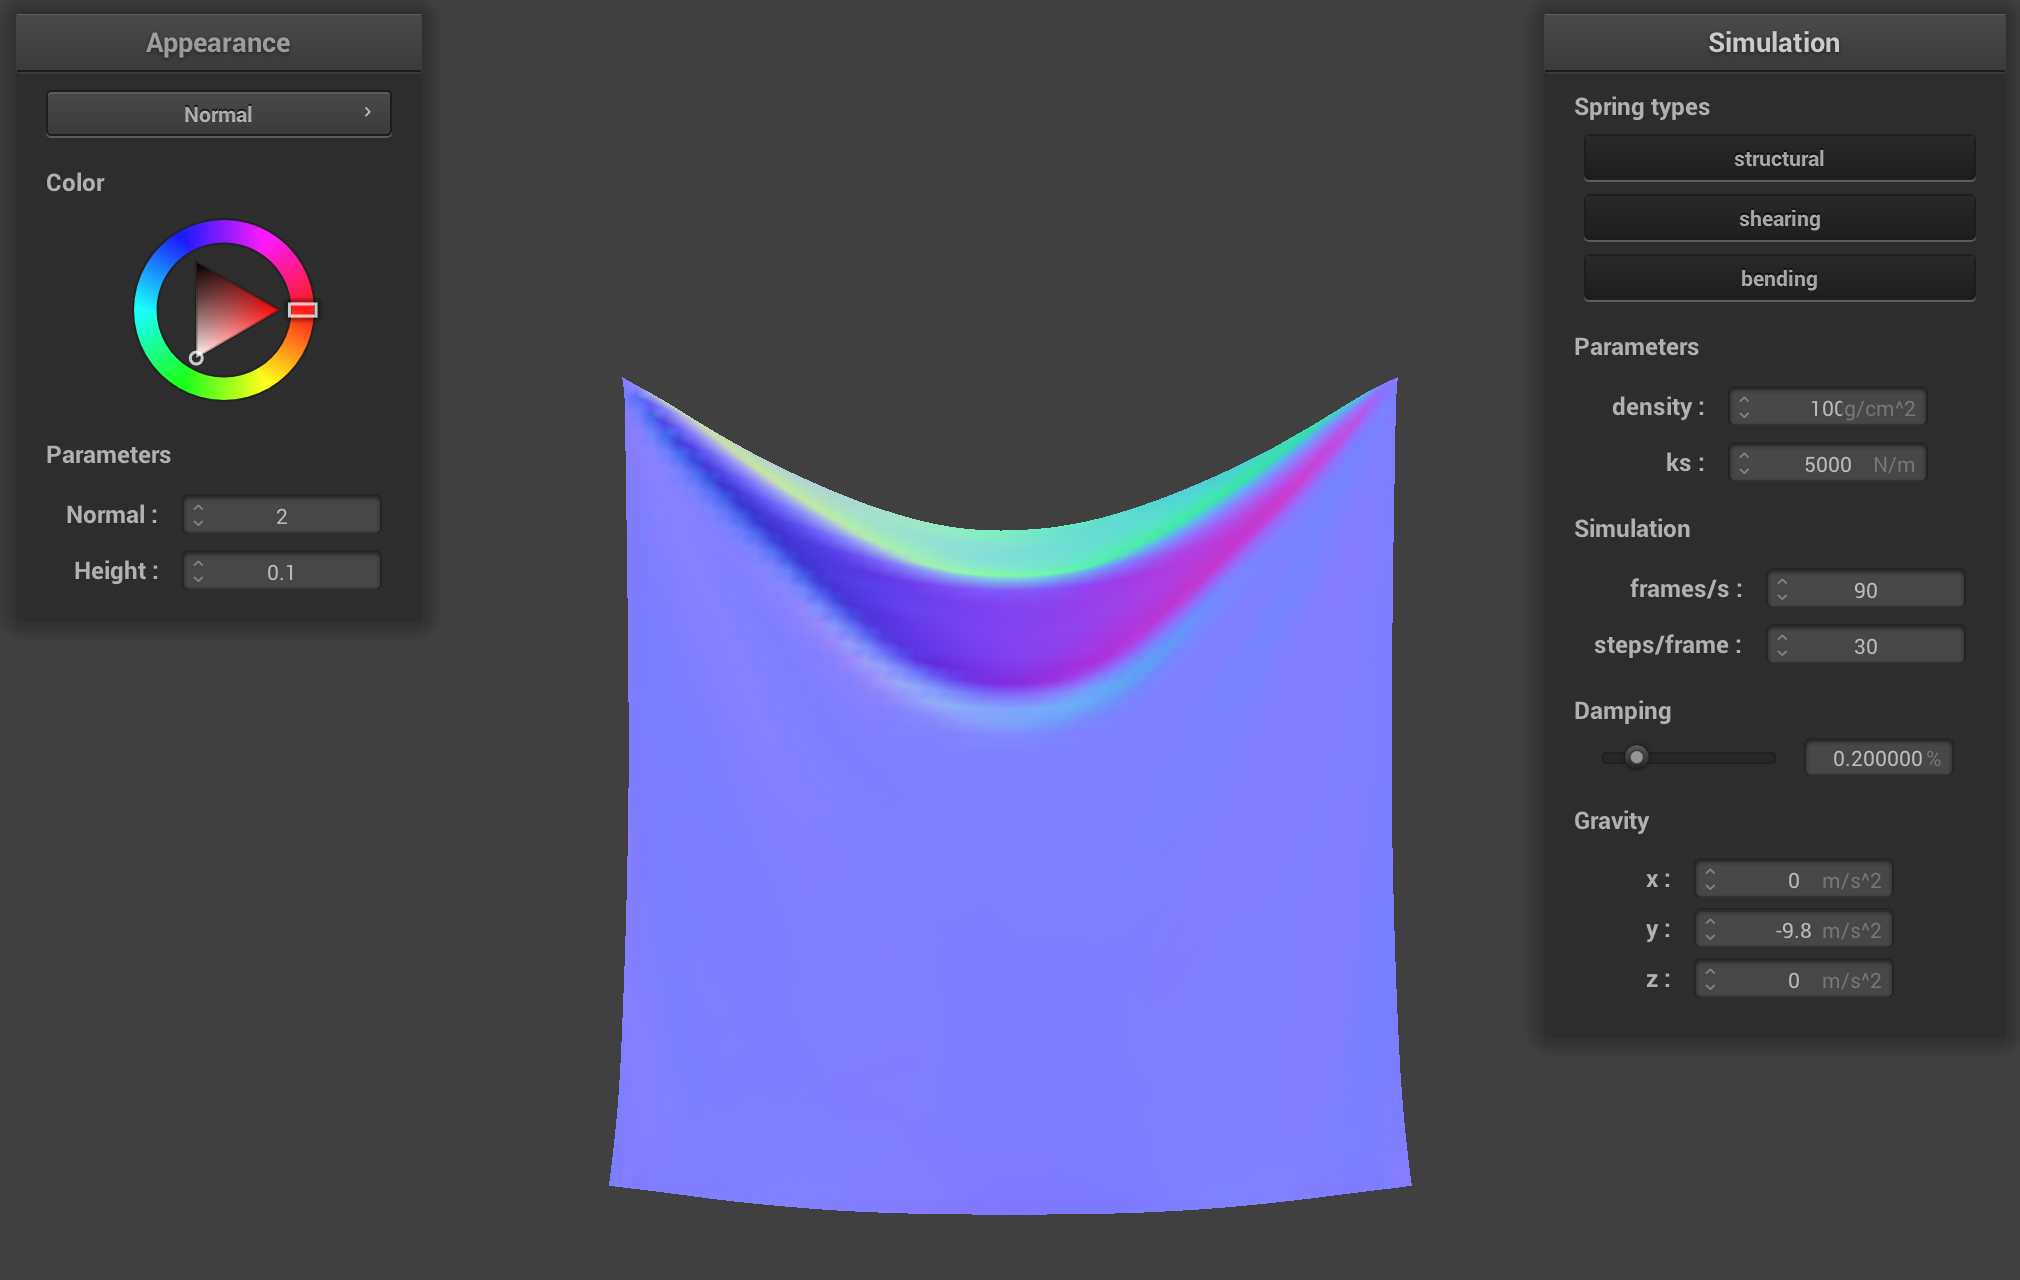 Appearance
Normal
Color
Parameters
Normal : 2
Height : 0.1
Simulation
Spring types
structural
shearing
bending
Parameters
density : 100 g/cm^2
ks : 5000 N/m
Simulation
frames/s : 90
steps/frame : 30
Damping
0.200000 %
Gravity
x : 0 m/s^2
y : -9.8 m/s^2
z : 0 m/s^2